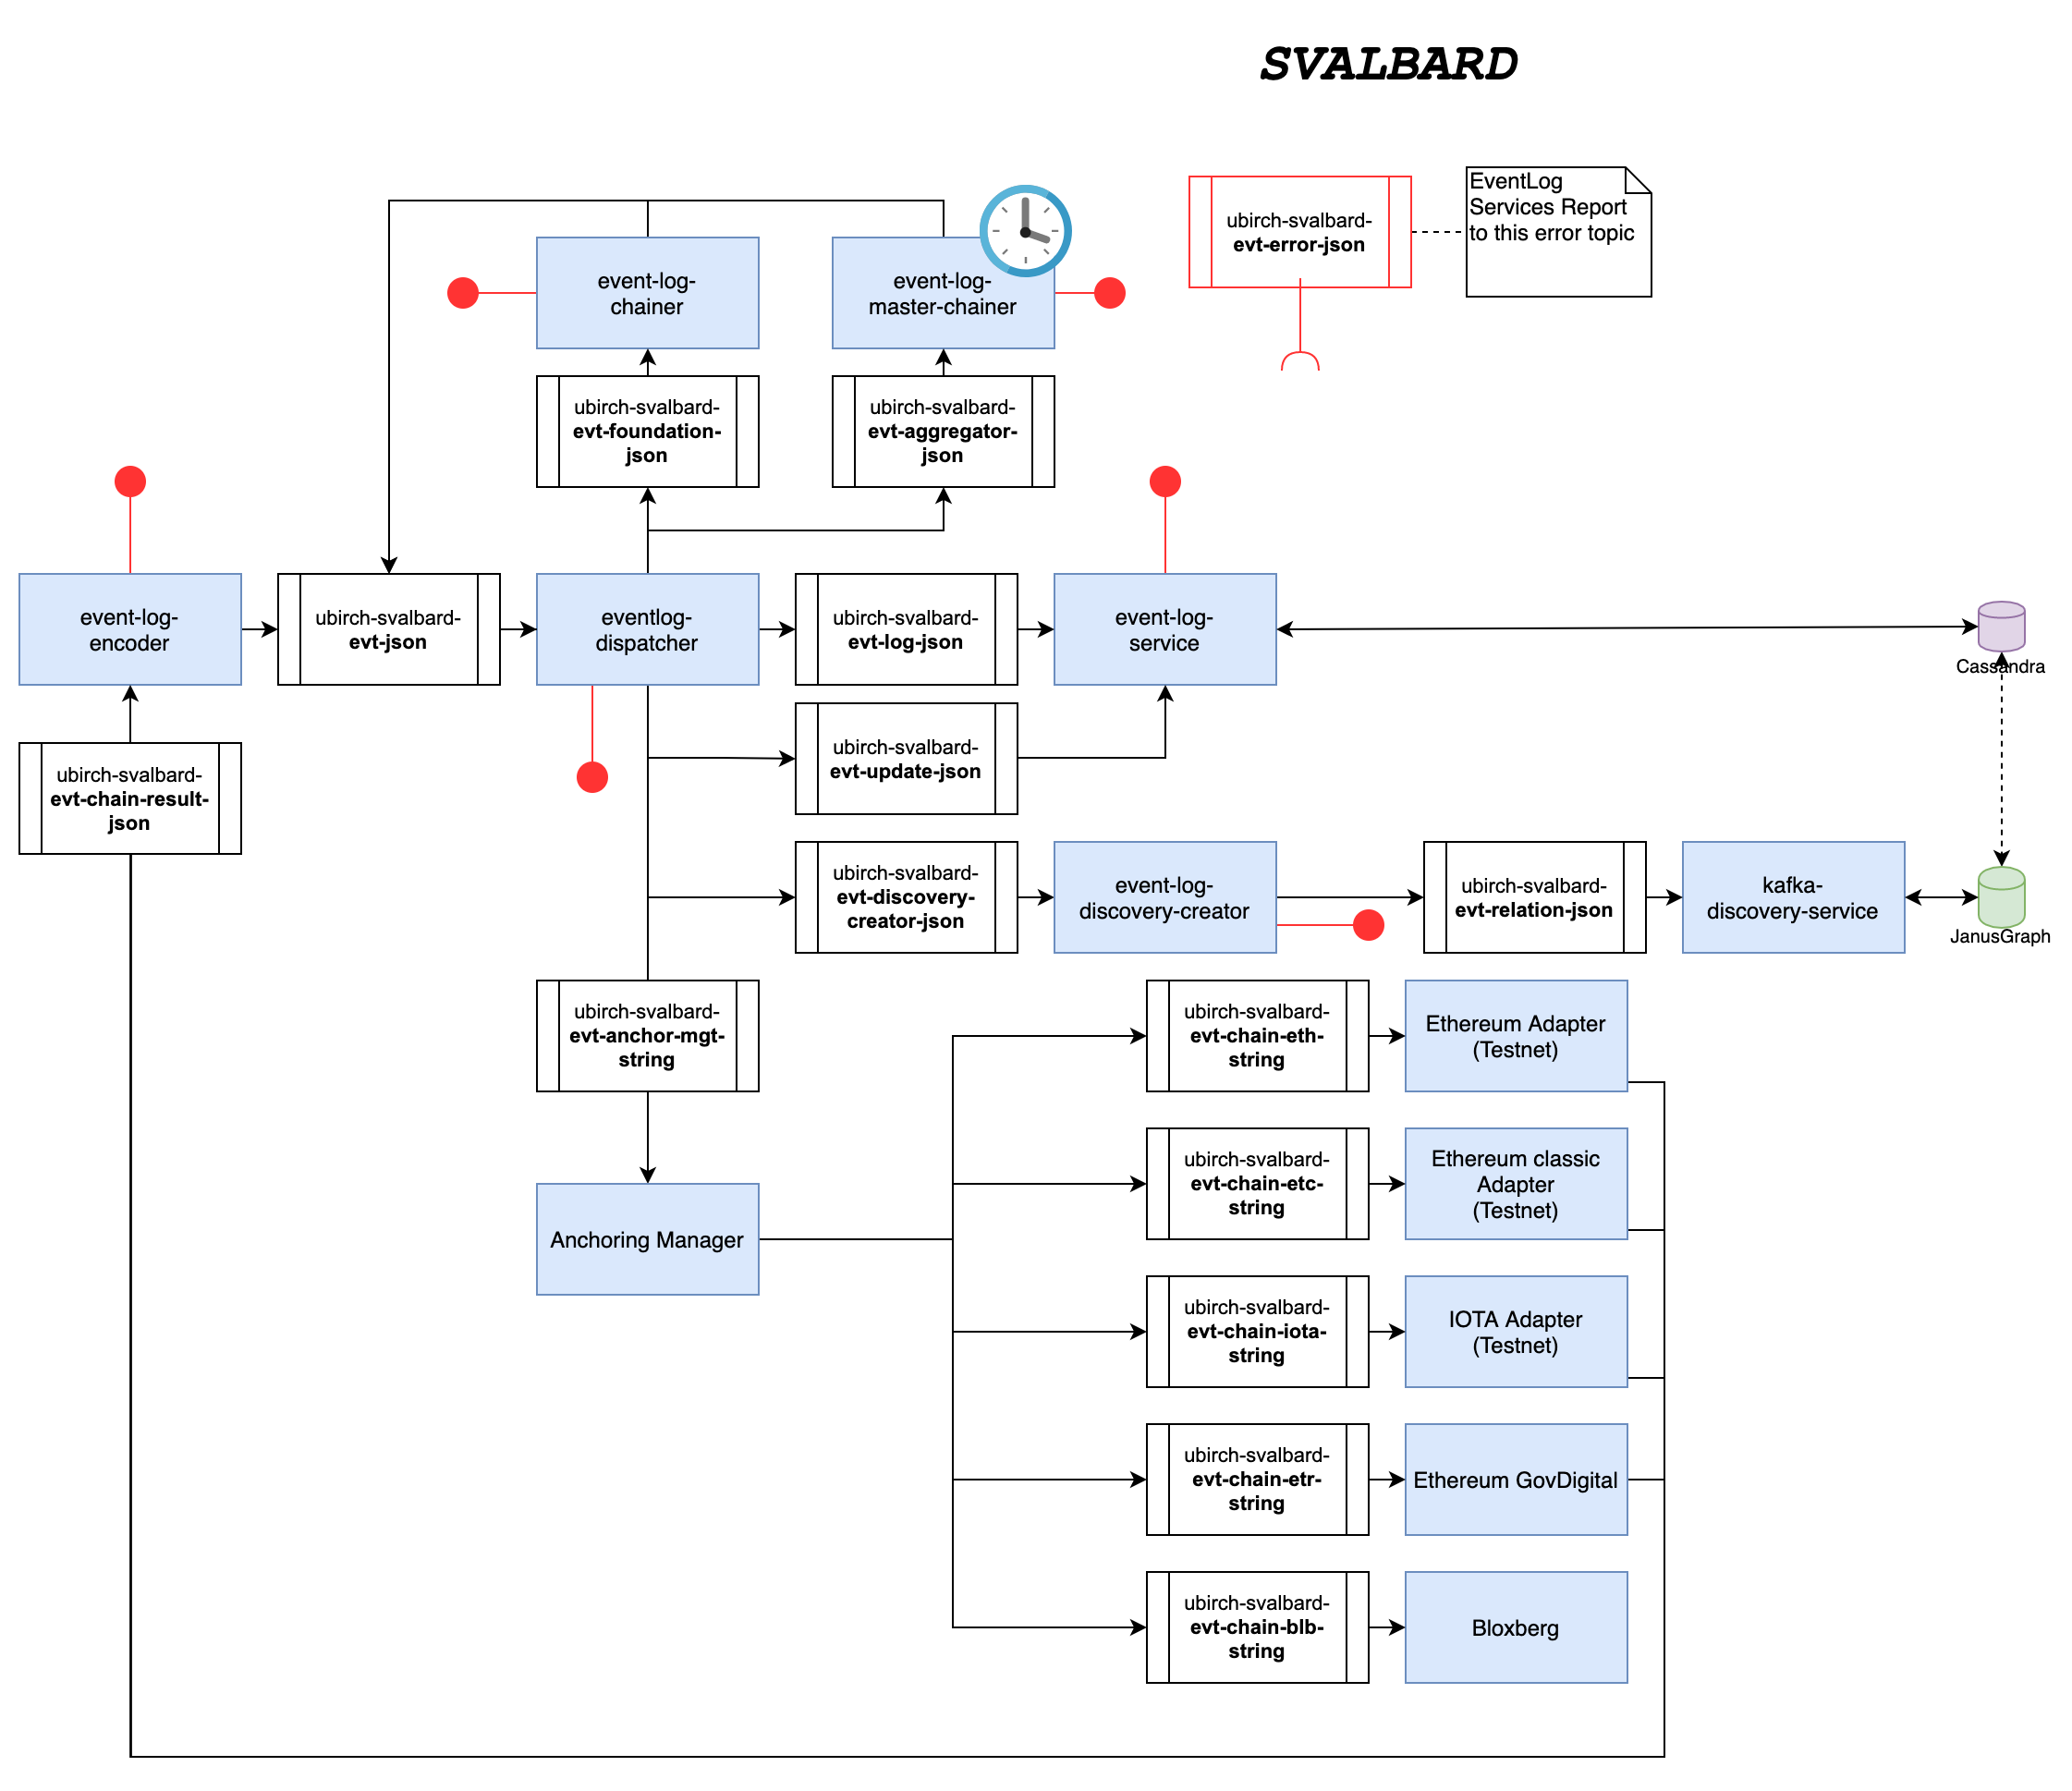 SVALBARD
ubirch-svalbard-
evt-error-json
EventLog
Services Report
to this error topic
event-log-
chainer
event-log-
master-chainer
ubirch-svalbard-
evt-foundation-
json
ubirch-svalbard-
evt-aggregator-
json
event-log-
encoder
ubirch-svalbard-
evt-json
eventlog-
dispatcher
ubirch-svalbard-
evt-log-json
event-log-
service
Cassandra
ubirch-svalbard-
evt-chain-result-
json
ubirch-svalbard-
evt-update-json
ubirch-svalbard-
evt-discovery-
creator-json
event-log-
discovery-creator
ubirch-svalbard-
evt-relation-json
kafka-
discovery-service
JanusGraph
ubirch-svalbard-
evt-anchor-mgt-
string
ubirch-svalbard-
evt-chain-eth-
string
Ethereum Adapter
(Testnet)
Anchoring Manager
ubirch-svalbard-
evt-chain-etc-
string
Ethereum classic
Adapter
(Testnet)
ubirch-svalbard-
evt-chain-iota-
string
IOTA Adapter
(Testnet)
ubirch-svalbard-
evt-chain-etr-
string
Ethereum GovDigital
ubirch-svalbard-
evt-chain-blb-
string
Bloxberg